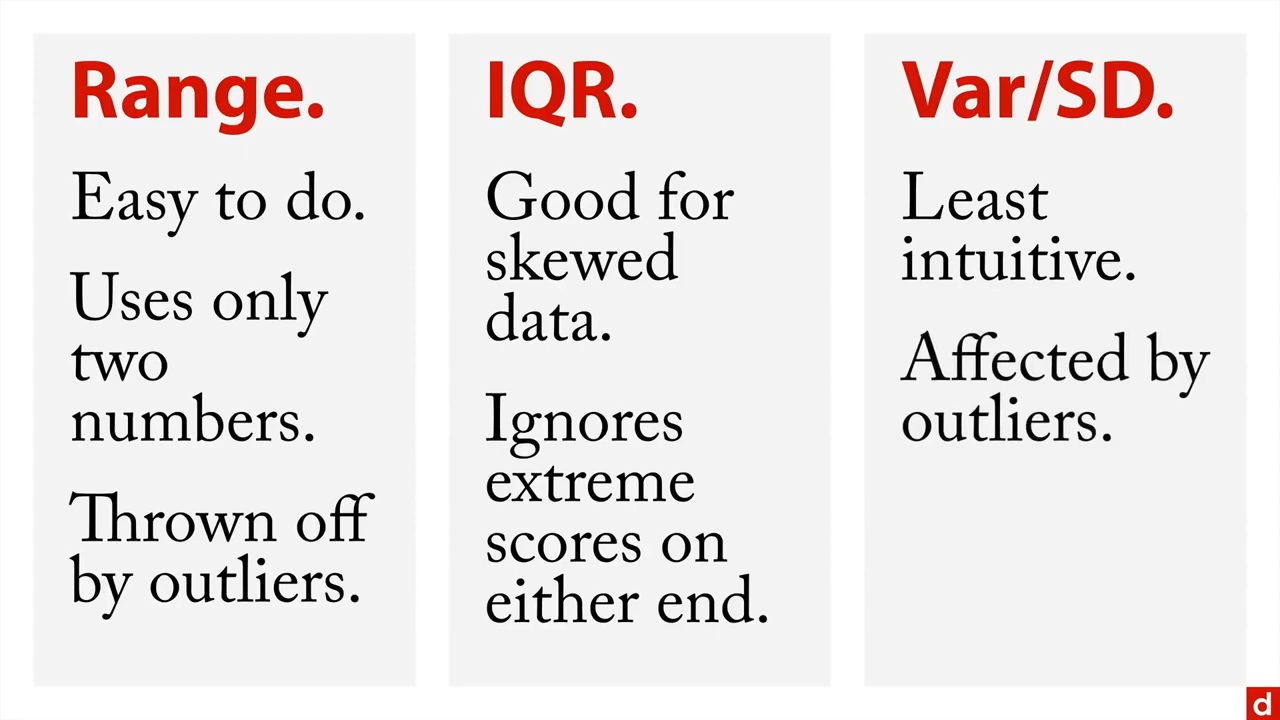 Range.
Easy to do.
Uses only
two
numbers.
Thrown off
by outliers.
IQR.
Good for
skewed
data.
Ignores
extreme
scores on
either end.
Var/SD.
Least
intuitive.
Affected by
outliers.
d